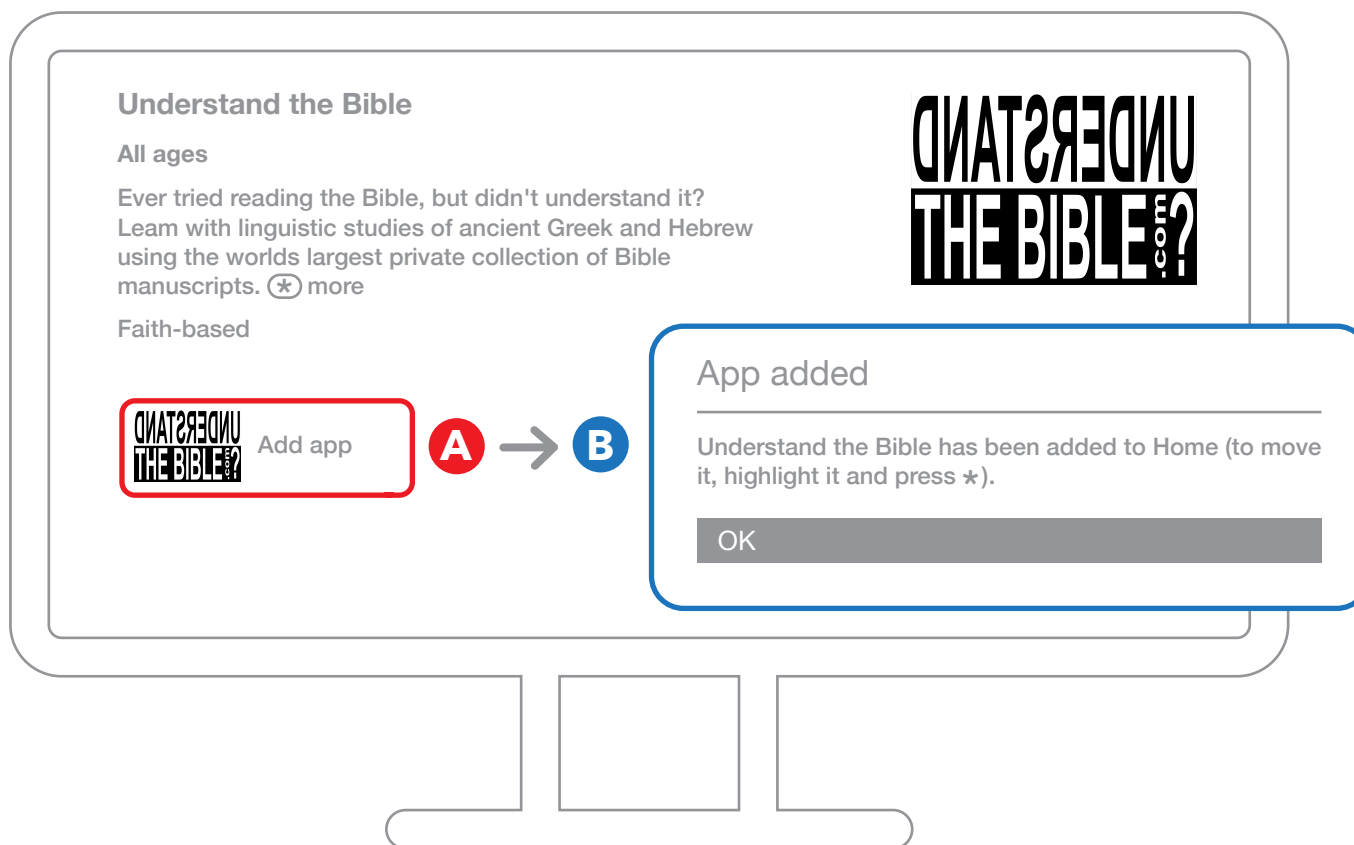 Understand the Bible
All ages
Ever tried reading the Bible, but didn't understand it?
Leam with linguistic studies of ancient Greek and Hebrew
using the worlds largest private collection of Bible
manuscripts. (*) more
Faith-based
UNDERSTAND
THE BIBLE .com ?
UNDERSTAND
THE BIBLE .com ?
Add app
A → B
App added
Understand the Bible has been added to Home (to move
it, highlight it and press *).
OK